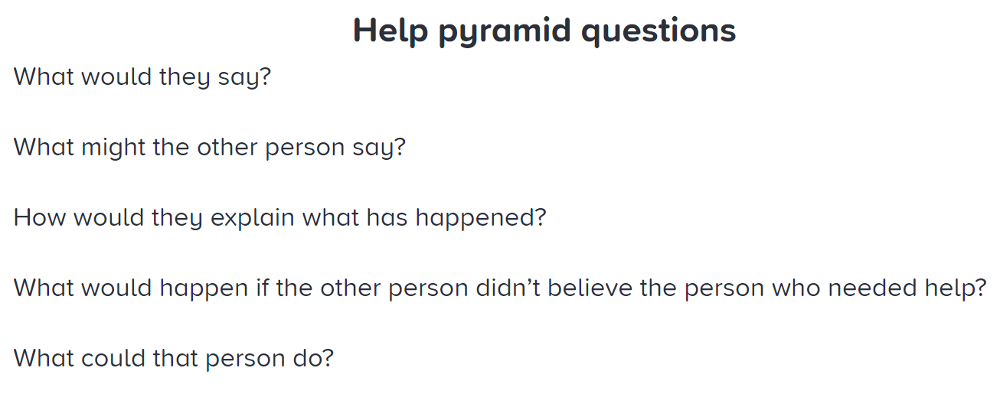 Help pyramid questions
What would they say?
What might the other person say?
How would they explain what has happened?
What would happen if the other person didn’t believe the person who needed help?
What could that person do?